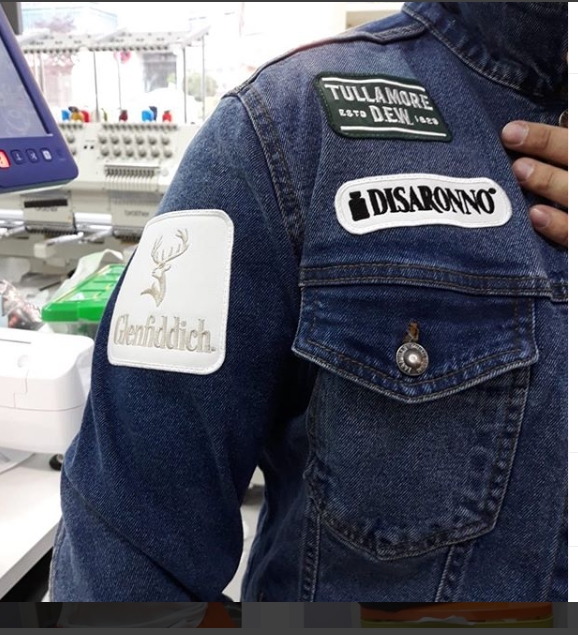 TULLAMORE
D.E.W.
ESTD 1829
DISARONNO®
Glenfiddich